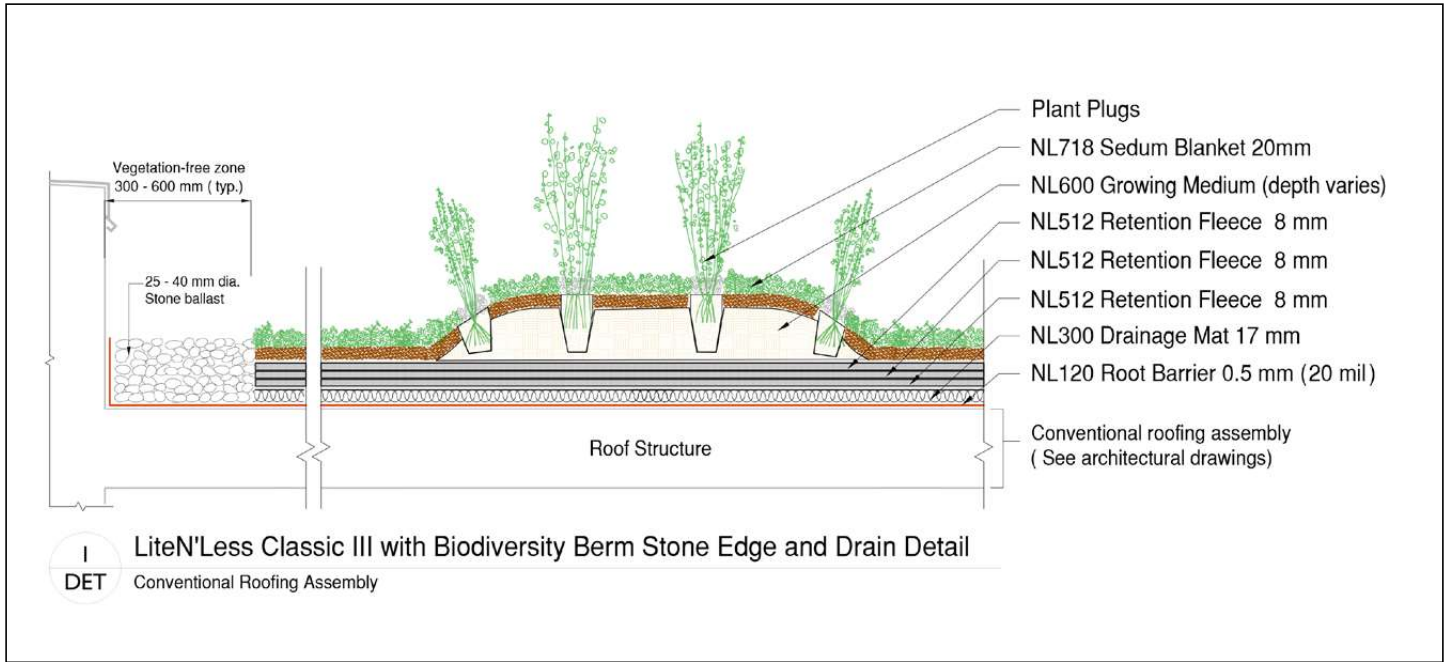 Vegetation-free zone
300 - 600 mm ( typ.)
25 - 40 mm dia.
Stone ballast
Plant Plugs
NL718 Sedum Blanket 20mm
NL600 Growing Medium (depth varies)
NL512 Retention Fleece 8 mm
NL512 Retention Fleece 8 mm
NL512 Retention Fleece 8 mm
NL300 Drainage Mat 17 mm
NL120 Root Barrier 0.5 mm (20 mil)
Conventional roofing assembly
( See architectural drawings)
Roof Structure
I
DET
LiteN'Less Classic III with Biodiversity Berm Stone Edge and Drain Detail
Conventional Roofing Assembly